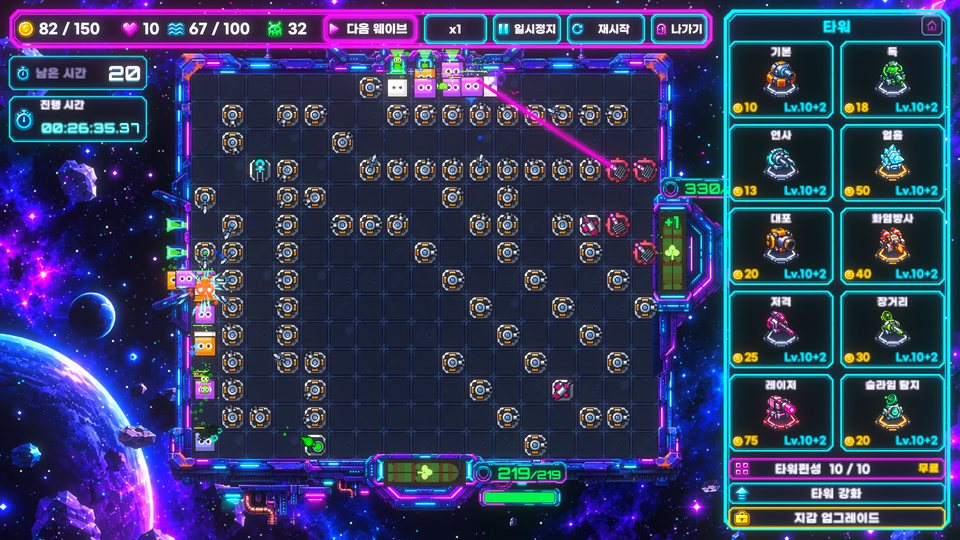 82 / 150
10
67 / 100
32
다음 웨이브
x1
일시정지
재시작
나가기
남은 시간
20
진행 시간
00:26:35.37
330/
+1
219/219
타워
기본
10
Lv.10+2
독
18
Lv.10+2
연사
13
Lv.10+2
얼음
50
Lv.10+2
대포
20
Lv.10+2
화염방사
40
Lv.10+2
저격
25
Lv.10+2
장거리
30
Lv.10+2
레이저
75
Lv.10+2
슬라임 탐지
20
Lv.10+2
타워편성 10 / 10
무료
타워 강화
지갑 업그레이드